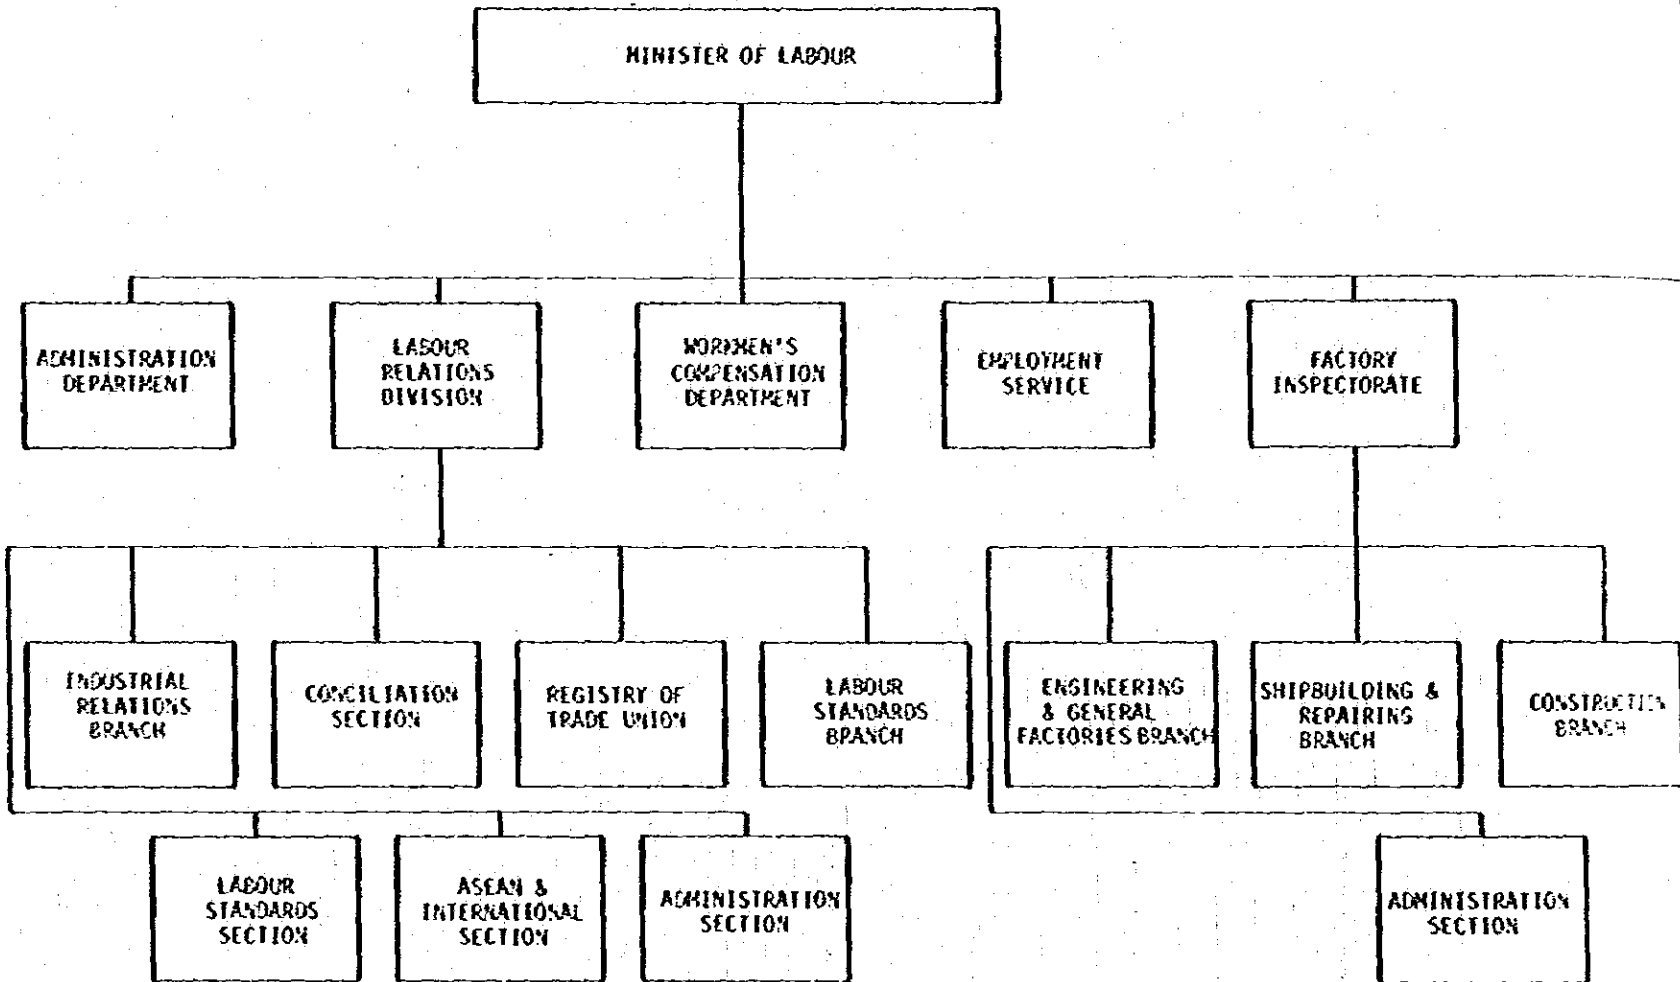 MINISTER OF LABOUR
ADMINISTRATION
DEPARTMENT
LABOUR
RELATIONS
DIVISION
WORKMEN'S
COMPENSATION
DEPARTMENT
EMPLOYMENT
SERVICE
FACTORY
INSPECTORATE
INDUSTRIAL
RELATIONS
BRANCH
CONCILIATION
SECTION
REGISTRY OF
TRADE UNION
LABOUR
STANDARDS
BRANCH
ENGINEERING
& GENERAL
FACTORIES BRANCH
SHIPBUILDING &
REPAIRING
BRANCH
CONSTRUCTION
BRANCH
LABOUR
STANDARDS
SECTION
ASEAN &
INTERNATIONAL
SECTION
ADMINISTRATION
SECTION
ADMINISTRATION
SECTION